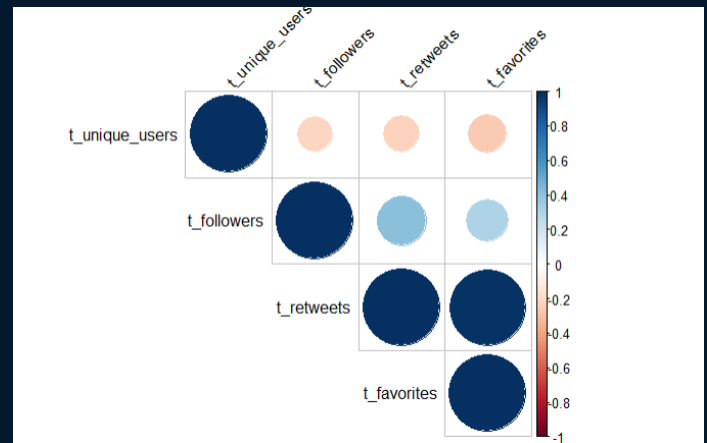 t_unique_users
t_followers
t_retweets
t_favorites
t_unique_users
t_followers
t_retweets
t_favorites
1
0.8
0.6
0.4
0.2
0
-0.2
-0.4
-0.6
-0.8
-1